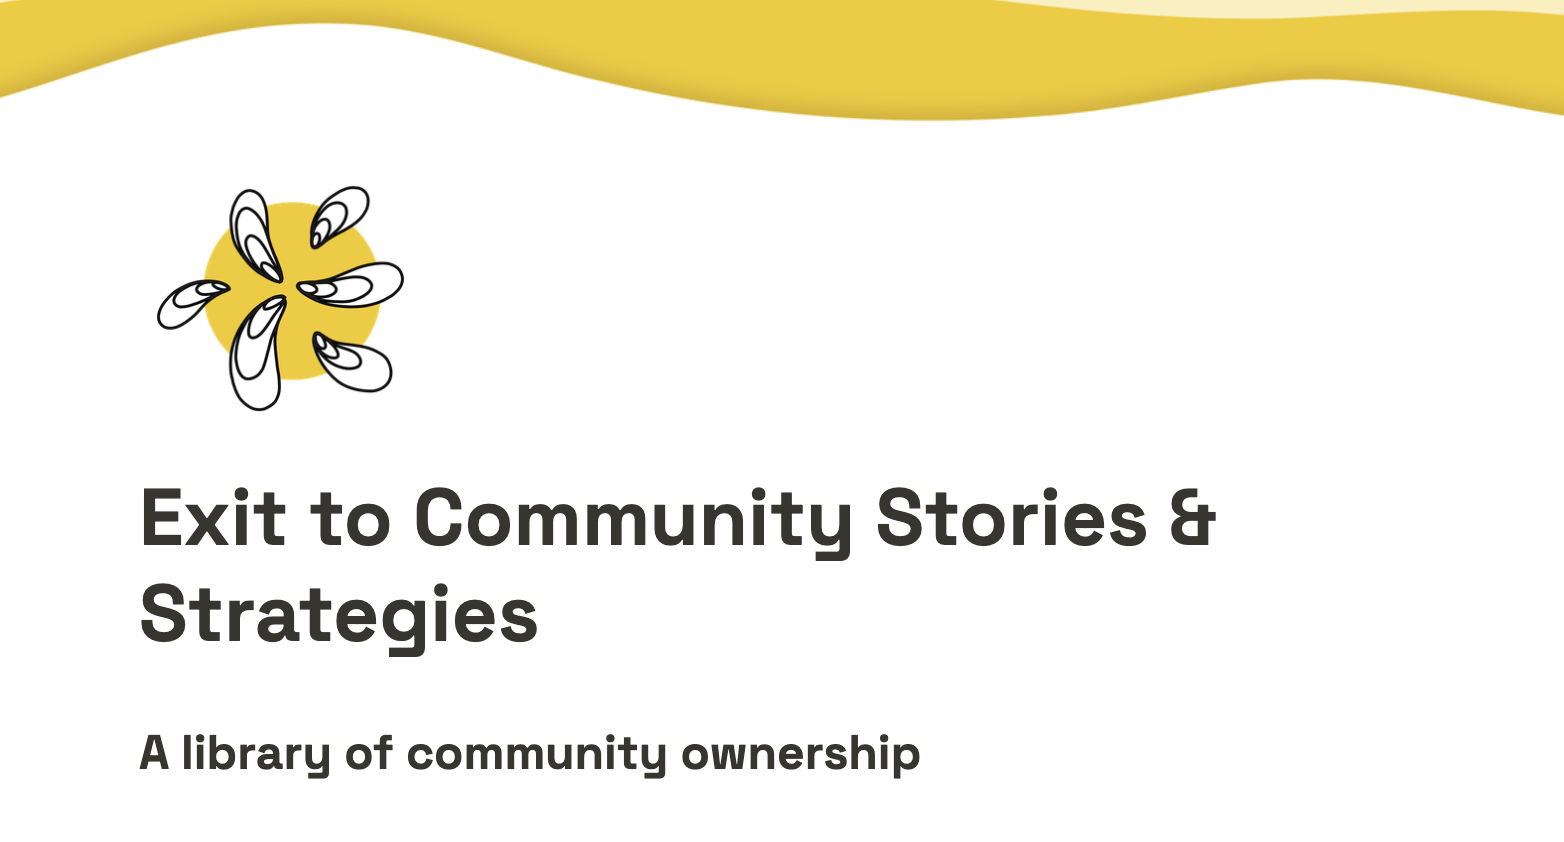 Exit to Community Stories &
Strategies
A library of community ownership